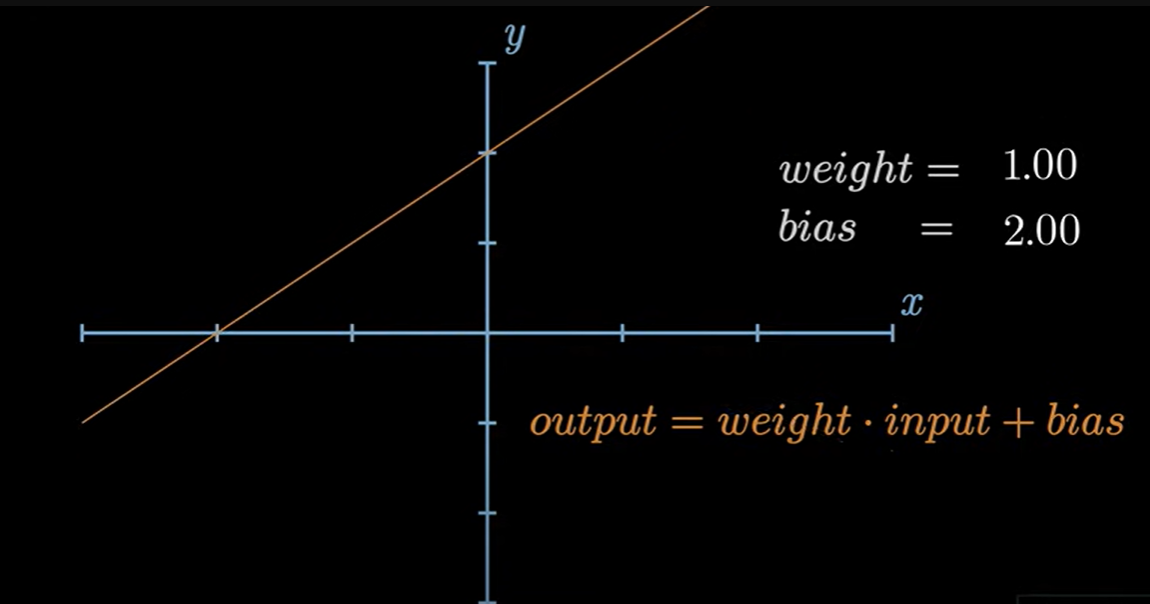 y
weight = 1.00
bias = 2.00
x
output = weight · input + bias